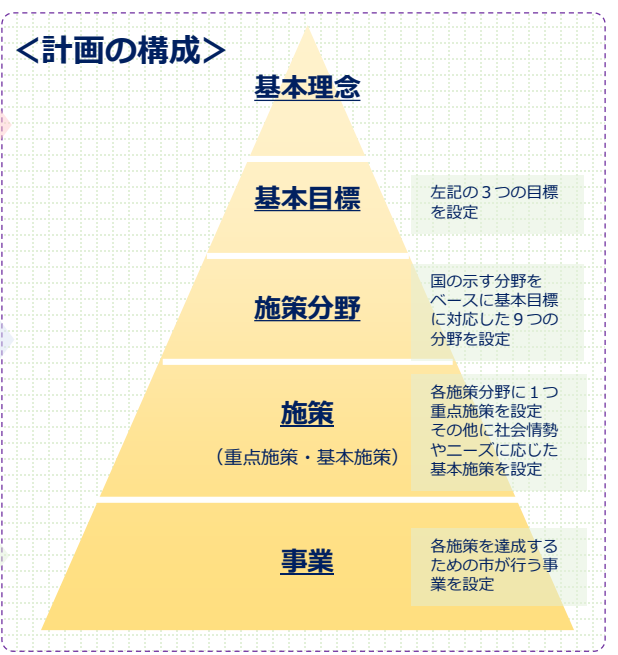 ＜計画の構成＞
基本理念
基本目標
左記の３つの目標
を設定
施策分野
国の示す分野を
ベースに基本目標
に対応した９つの
分野を設定
施策
（重点施策・基本施策）
各施策分野に１つ
重点施策を設定
その他に社会情勢
やニーズに応じた
基本施策を設定
事業
各施策を達成する
ための市が行う事
業を設定